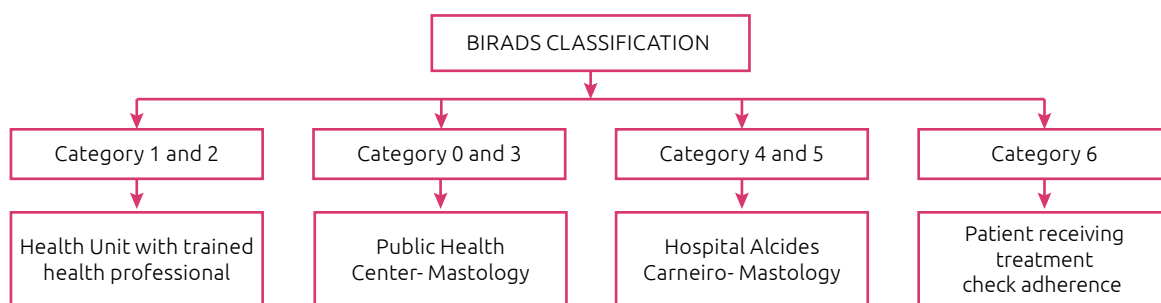 BIRADS CLASSIFICATION
Category 1 and 2
Category 0 and 3
Category 4 and 5
Category 6
Health Unit with trained
health professional
Public Health
Center- Mastology
Hospital Alcides
Carneiro- Mastology
Patient receiving
treatment
check adherence